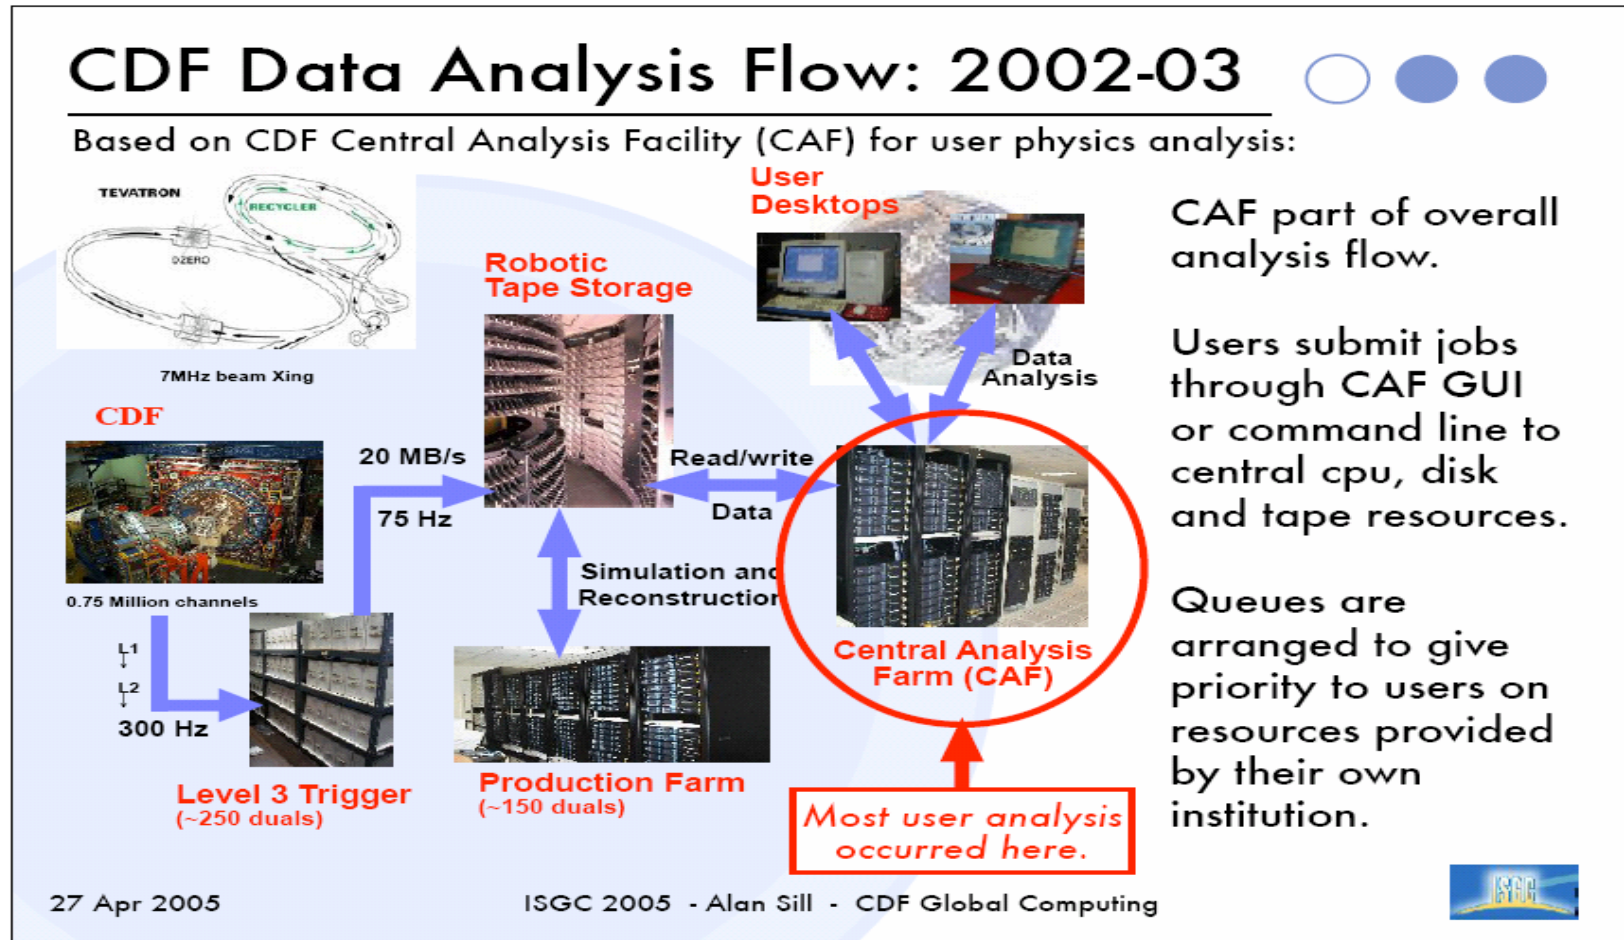 CDF Data Analysis Flow: 2002-03
Based on CDF Central Analysis Facility (CAF) for user physics analysis:
TEVATRON
RECYCLER
DZERO
7MHz beam Xing
CDF
0.75 Million channels
L1
L2
300 Hz
Level 3 Trigger
(~250 duals)
20 MB/s
75 Hz
Robotic
Tape Storage
Simulation and
Reconstruction
Production Farm
(~150 duals)
Read/write
Data
User
Desktops
Data
Analysis
Central Analysis
Farm (CAF)
Most user analysis
occurred here.
CAF part of overall
analysis flow.
Users submit jobs
through CAF GUI
or command line to
central cpu, disk
and tape resources.
Queues are
arranged to give
priority to users on
resources provided
by their own
institution.
27 Apr 2005
ISGC 2005 - Alan Sill - CDF Global Computing
ISGC